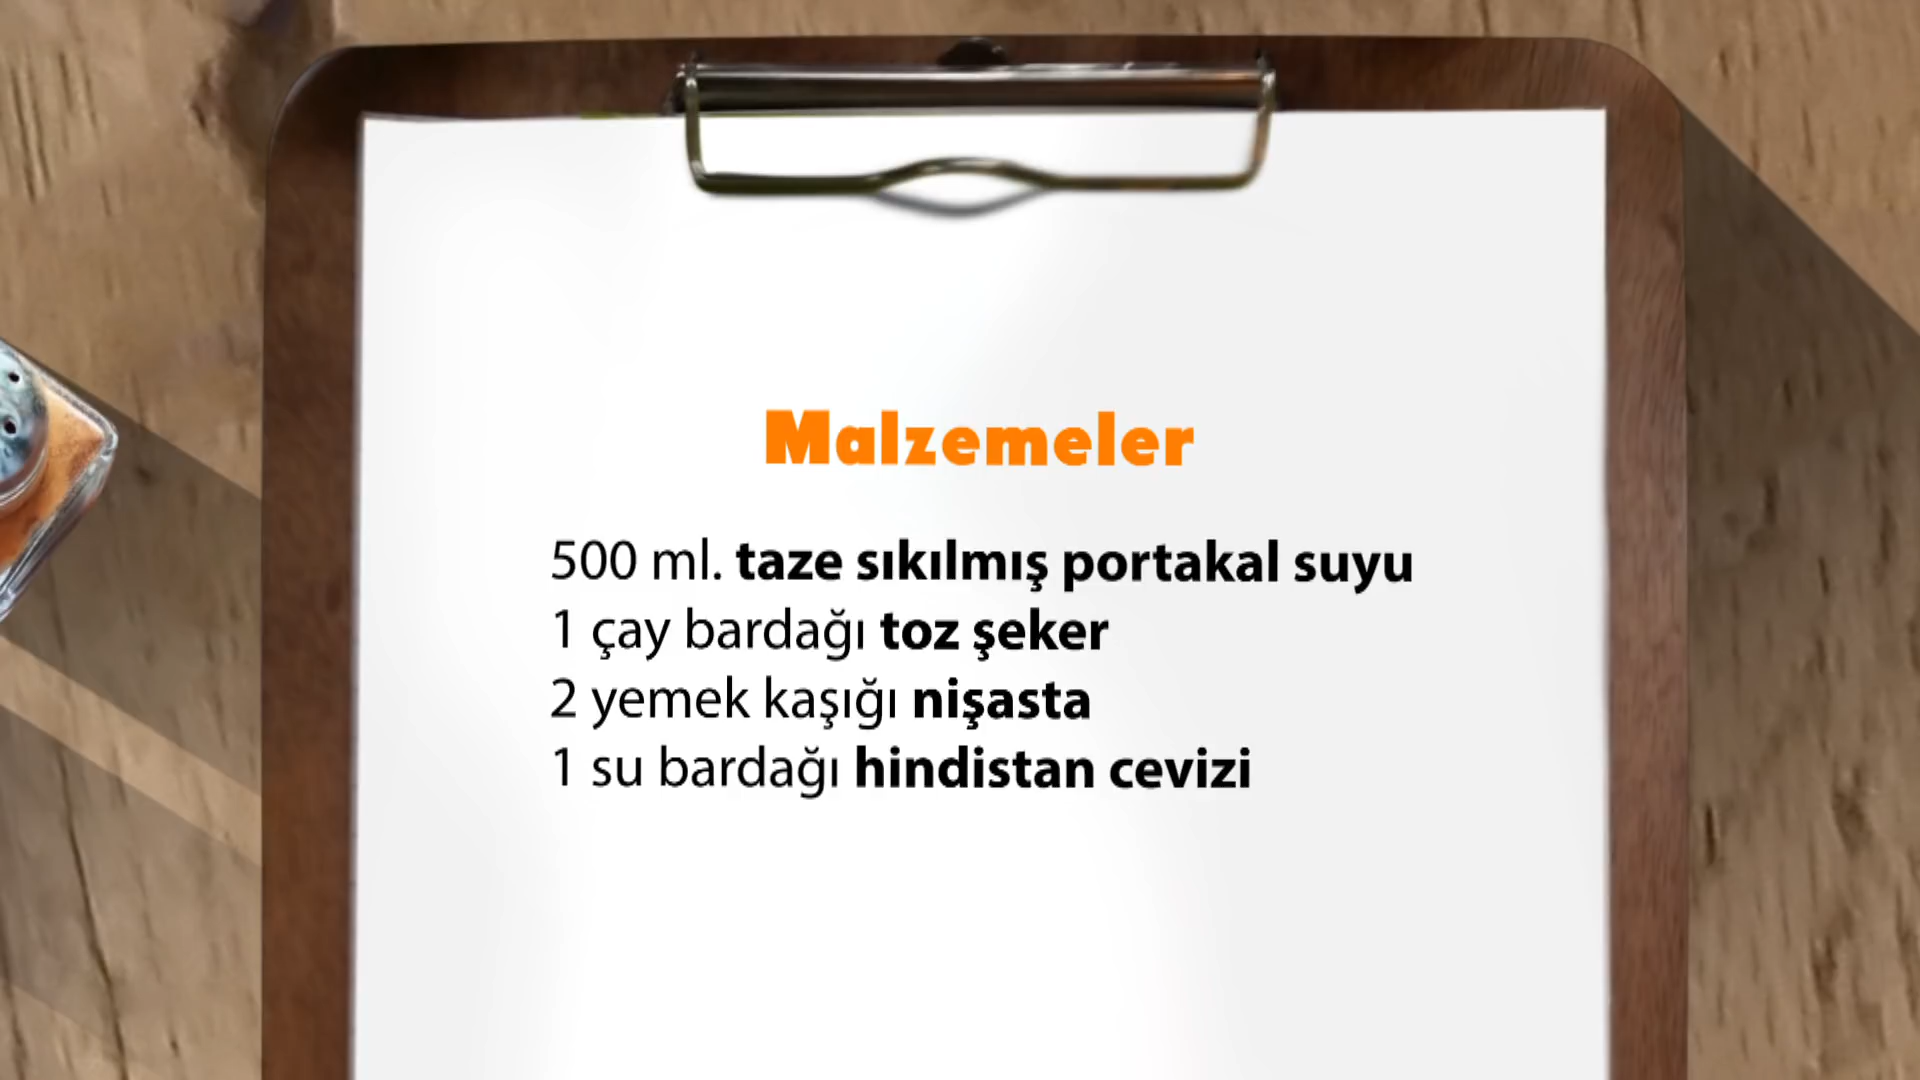 Malzemeler
500 ml. taze sıkılmış portakal suyu
1 çay bardağı toz şeker
2 yemek kaşığı nişasta
1 su bardağı hindistan cevizi